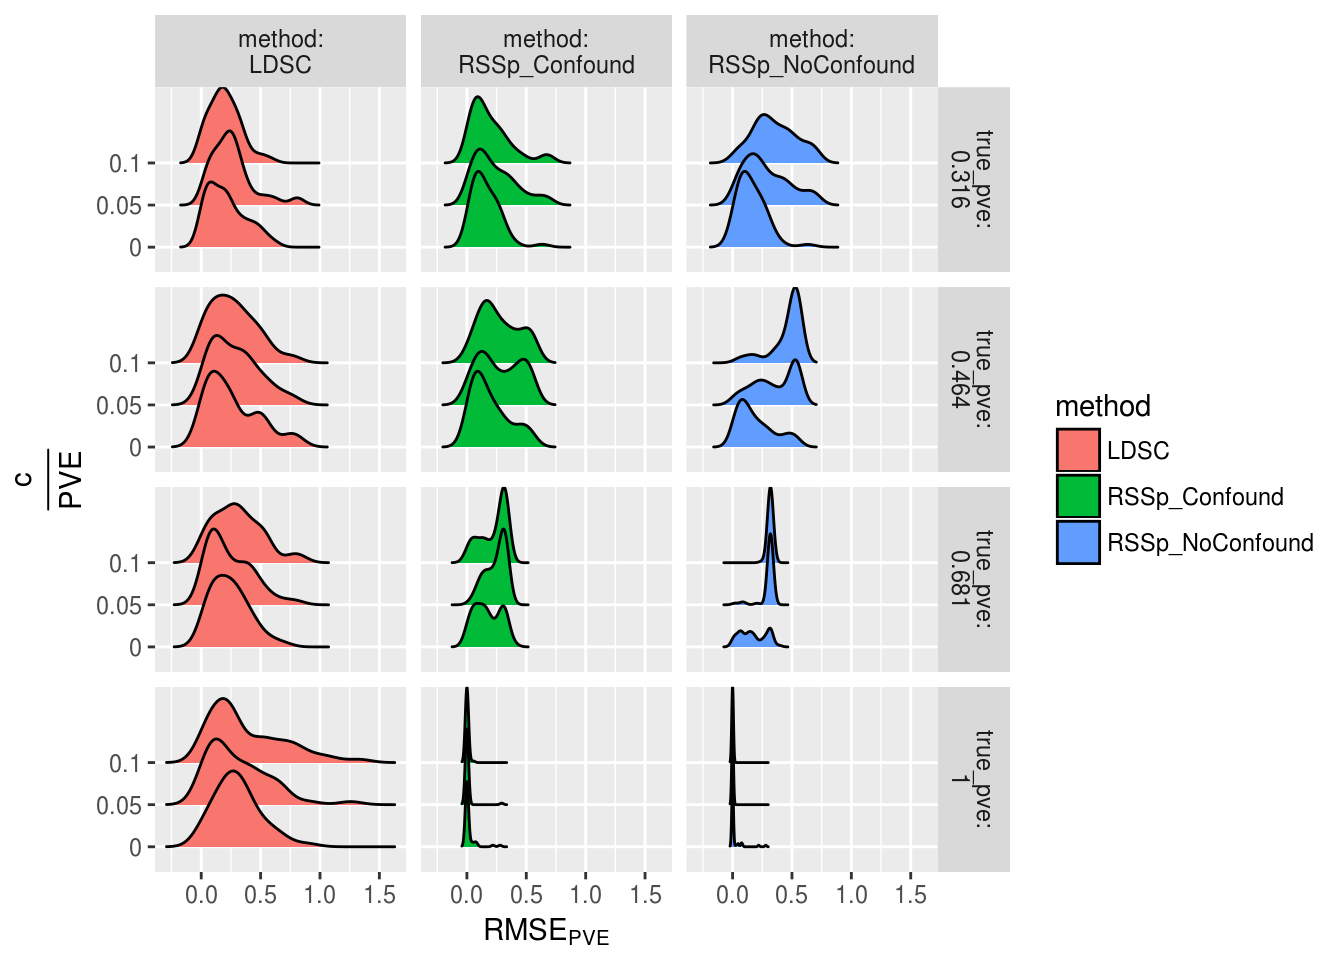 method:
LDSC
method:
RSSp_Confound
method:
RSSp_NoConfound
0.1
0.05
0
true_pve:
0.316
0.1
0.05
0
true_pve:
0.464
0.1
0.05
0
true_pve:
0.681
0.1
0.05
0
true_pve:
1
c
PVE
0.0 0.5 1.0 1.5 0.0 0.5 1.0 1.5 0.0 0.5 1.0 1.5
RMSE_PVE
method
LDSC
RSSp_Confound
RSSp_NoConfound